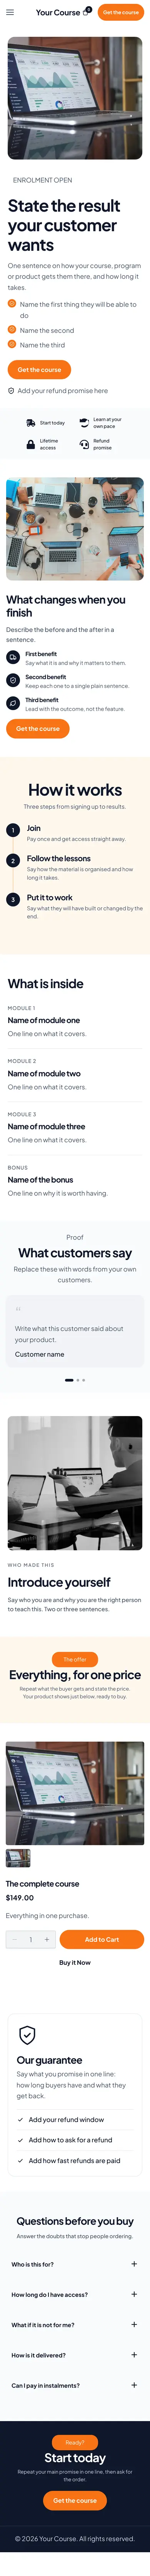 Your Course
0
Get the course
ENROLMENT OPEN
State the result
your customer
wants
One sentence on how your course, program
or product gets them there, and how long it
takes.
Name the first thing they will be able to
do
Name the second
Name the third
Get the course
Add your refund promise here
Start today
Learn at your
own pace
Lifetime
access
Refund
promise
What changes when you
finish
Describe the before and the after in a
sentence.
First benefit
Say what it is and why it matters to them.
Second benefit
Keep each one to a single plain sentence.
Third benefit
Lead with the outcome, not the feature.
Get the course
How it works
Three steps from signing up to results.
1
Join
Pay once and get access straight away.
2
Follow the lessons
Say how the material is organised and how
long it takes.
3
Put it to work
Say what they will have built or changed by the
end.
What is inside
MODULE 1
Name of module one
One line on what it covers.
MODULE 2
Name of module two
One line on what it covers.
MODULE 3
Name of module three
One line on what it covers.
BONUS
Name of the bonus
One line on why it is worth having.
Proof
What customers say
Replace these with words from your own
customers.
Write what this customer said about
your product.
Customer name
WHO MADE THIS
Introduce yourself
Say who you are and why you are the right person
to teach this. Two or three sentences.
The offer
Everything, for one price
Repeat what the buyer gets and state the price.
Your product shows just below, ready to buy.
The complete course
$149.00
Everything in one purchase.
− 1 +
Add to Cart
Buy it Now
Our guarantee
Say what you promise in one line:
how long buyers have and what they
get back.
Add your refund window
Add how to ask for a refund
Add how fast refunds are paid
Questions before you buy
Answer the doubts that stop people ordering.
Who is this for?
How long do I have access?
What if it is not for me?
How is it delivered?
Can I pay in instalments?
Ready?
Start today
Repeat your main promise in one line, then ask for
the order.
Get the course
© 2026 Your Course. All rights reserved.